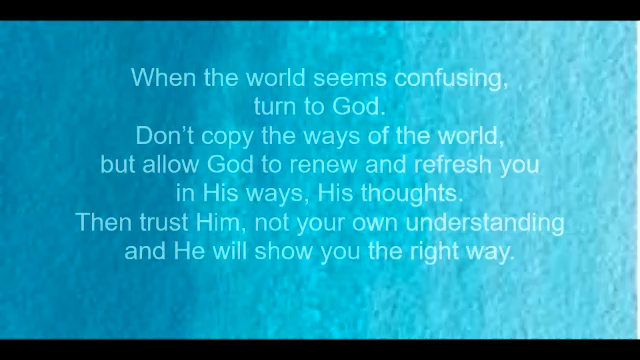 When the world seems confusing,
turn to God.
Don’t copy the ways of the world,
but allow God to renew and refresh you
in His ways, His thoughts.
Then trust Him, not your own understanding
and He will show you the right way.